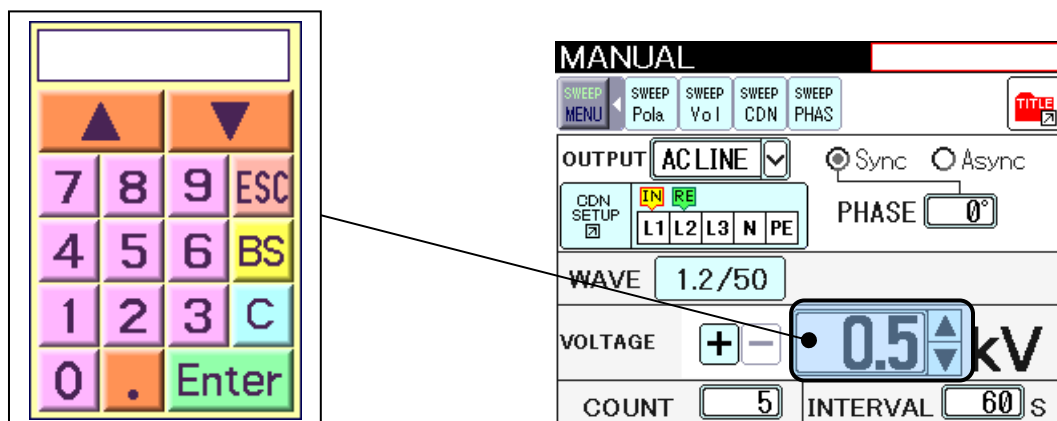 ▲ ▼
7 8 9 ESC
4 5 6 BS
1 2 3 C
0 . Enter
MANUAL
SWEEP MENU SWEEP Pola. SWEEP Vol SWEEP CDN SWEEP PHAS TITLE
OUTPUT AC LINE Sync Async
CDN SETUP IN RE
L1 L2 L3 N PE
PHASE 0°
WAVE 1.2/50
VOLTAGE + − 0.5 ▲ ▼ kV
COUNT 5 INTERVAL 60 S